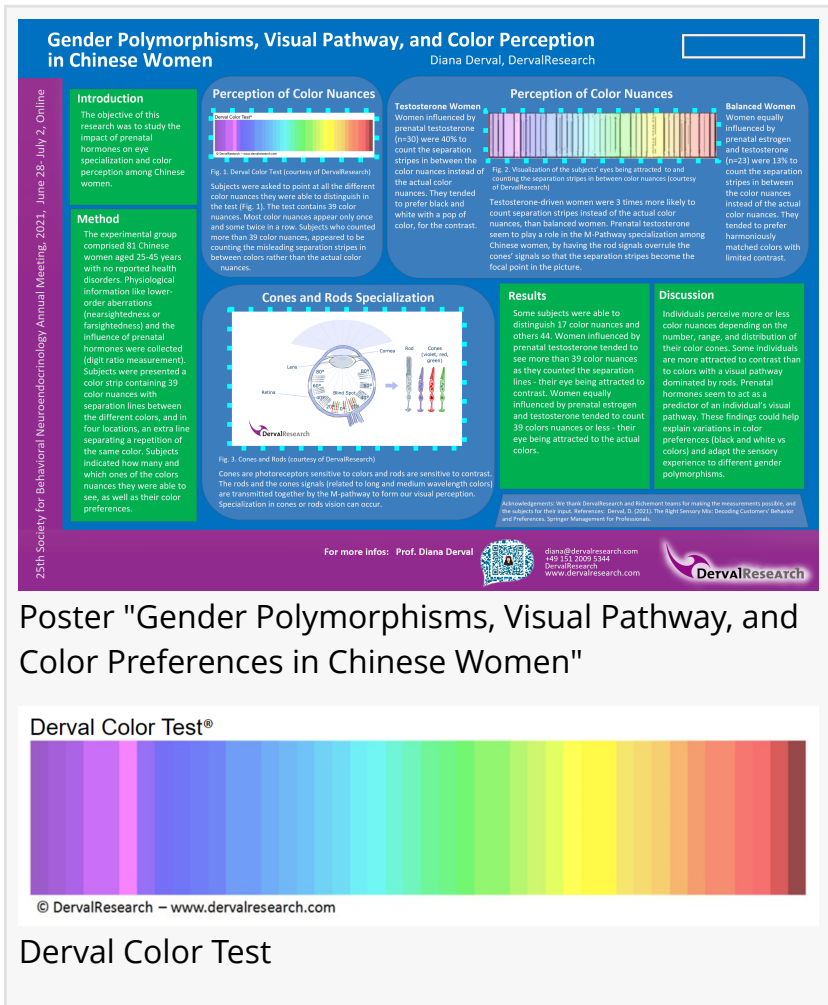 Gender Polymorphisms, Visual Pathway, and Color Perception
in Chinese Women
Diana Derval, DervalResearch
25th Society for Behavioral Neuroendocrinology Annual Meeting, 2021, June 28- July 2, Online
Introduction
The objective of this
research was to study the
impact of prenatal
hormones on eye
specialization and color
perception among Chinese
women.
Method
The experimental group
comprised 81 Chinese
women aged 25-45 years
with no reported health
disorders. Physiological
information like lower-
order aberrations
(nearsightedness or
farsightedness) and the
influence of prenatal
hormones were collected
(digit ratio measurement).
Subjects were presented a
color strip containing 39
color nuances with
separation lines between
the different colors, and in
four locations, an extra line
separating a repetition of
the same color. Subjects
indicated how many and
which ones of the colors
nuances they were able to
see, as well as their color
preferences.
Perception of Color Nuances
Derval Color Test®
© DervalResearch – www.dervalresearch.com
Fig. 1. Derval Color Test (courtesy of DervalResearch)
Subjects were asked to point at all the different
color nuances they were able to distinguish in
the test (Fig. 1). The test contains 39 color
nuances. Most color nuances appear only once
and some twice in a row. Subjects who counted
more than 39 color nuances, appeared to be
counting the misleading separation stripes in
between colors rather than the actual color
nuances.
Testosterone Women
Women influenced by
prenatal testosterone
(n=30) were 40% to
count the separation
stripes in between the
color nuances instead of
the actual color
nuances. They tended
to prefer black and
white with a pop of
color, for the contrast.
Perception of Color Nuances
Fig. 2. Visualization of the subjects' eyes being attracted to and
counting the separation stripes in between color nuances (courtesy
of DervalResearch)
Testosterone-driven women were 3 times more likely to
count separation stripes instead of the actual color
nuances, than balanced women. Prenatal testosterone
seem to play a role in the M-Pathway specialization among
Chinese women, by having the rod signals overrule the
cones' signals so that the separation stripes become the
focal point in the picture.
Balanced Women
Women equally
influenced by
prenatal estrogen
and testosterone
(n=23) were 13% to
count the separation
stripes in between
the color nuances
instead of the actual
color nuances. They
tended to prefer
harmoniously
matched colors with
limited contrast.
Cones and Rods Specialization
Cornea
Lens
Retina
Blind Spot
Rod
Cones
(violet, red,
green)
DervalResearch
Fig. 3. Cones and Rods (courtesy of DervalResearch)
Cones are photoreceptors sensitive to colors and rods are sensitive to contrast.
The rods and the cones signals (related to long and medium wavelength colors)
are transmitted together by the M-pathway to form our visual perception.
Specialization in cones or rods vision can occur.
Results
Some subjects were able to
distinguish 17 color nuances and
others 44. Women influenced by
prenatal testosterone tended to
see more than 39 color nuances
as they counted the separation
lines - their eye being attracted to
contrast. Women equally
influenced by prenatal estrogen
and testosterone tended to count
39 colors nuances or less - their
eye being attracted to the actual
colors.
Discussion
Individuals perceive more or less
color nuances depending on the
number, range, and distribution of
their color cones. Some individuals
are more attracted to contrast than
to colors with a visual pathway
dominated by rods. Prenatal
hormones seem to act as a
predictor of an individual's visual
pathway. These findings could help
explain variations in color
preferences (black and white vs
colors) and adapt the sensory
experience to different gender
polymorphisms.
Acknowledgements: We thank DervalResearch and Richemont teams for making the measurements possible, and
the subjects for their input. References: Derval, D. (2021). The Right Sensory Mix: Decoding Customers' Behavior
and Preferences. Springer Management for Professionals.
For more infos: Prof. Diana Derval
diana@dervalresearch.com
+49 151 2009 5344
DervalResearch
www.dervalresearch.com
DervalResearch
Poster "Gender Polymorphisms, Visual Pathway, and
Color Preferences in Chinese Women"
Derval Color Test®
© DervalResearch – www.dervalresearch.com
Derval Color Test